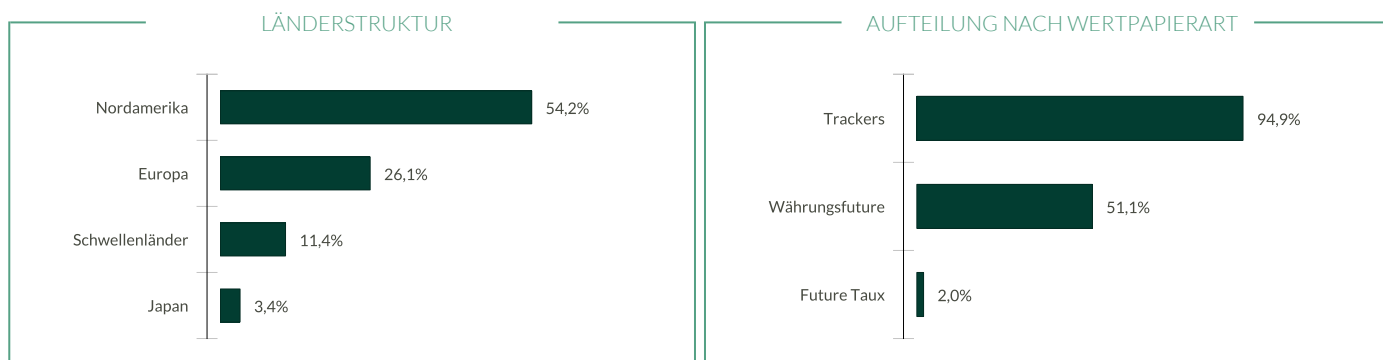 LÄNDERSTRUKTUR
Nordamerika 54,2%
Europa 26,1%
Schwellenländer 11,4%
Japan 3,4%
AUFTEILUNG NACH WERTPAPIERART
Trackers 94,9%
Währungsfuture 51,1%
Future Taux 2,0%